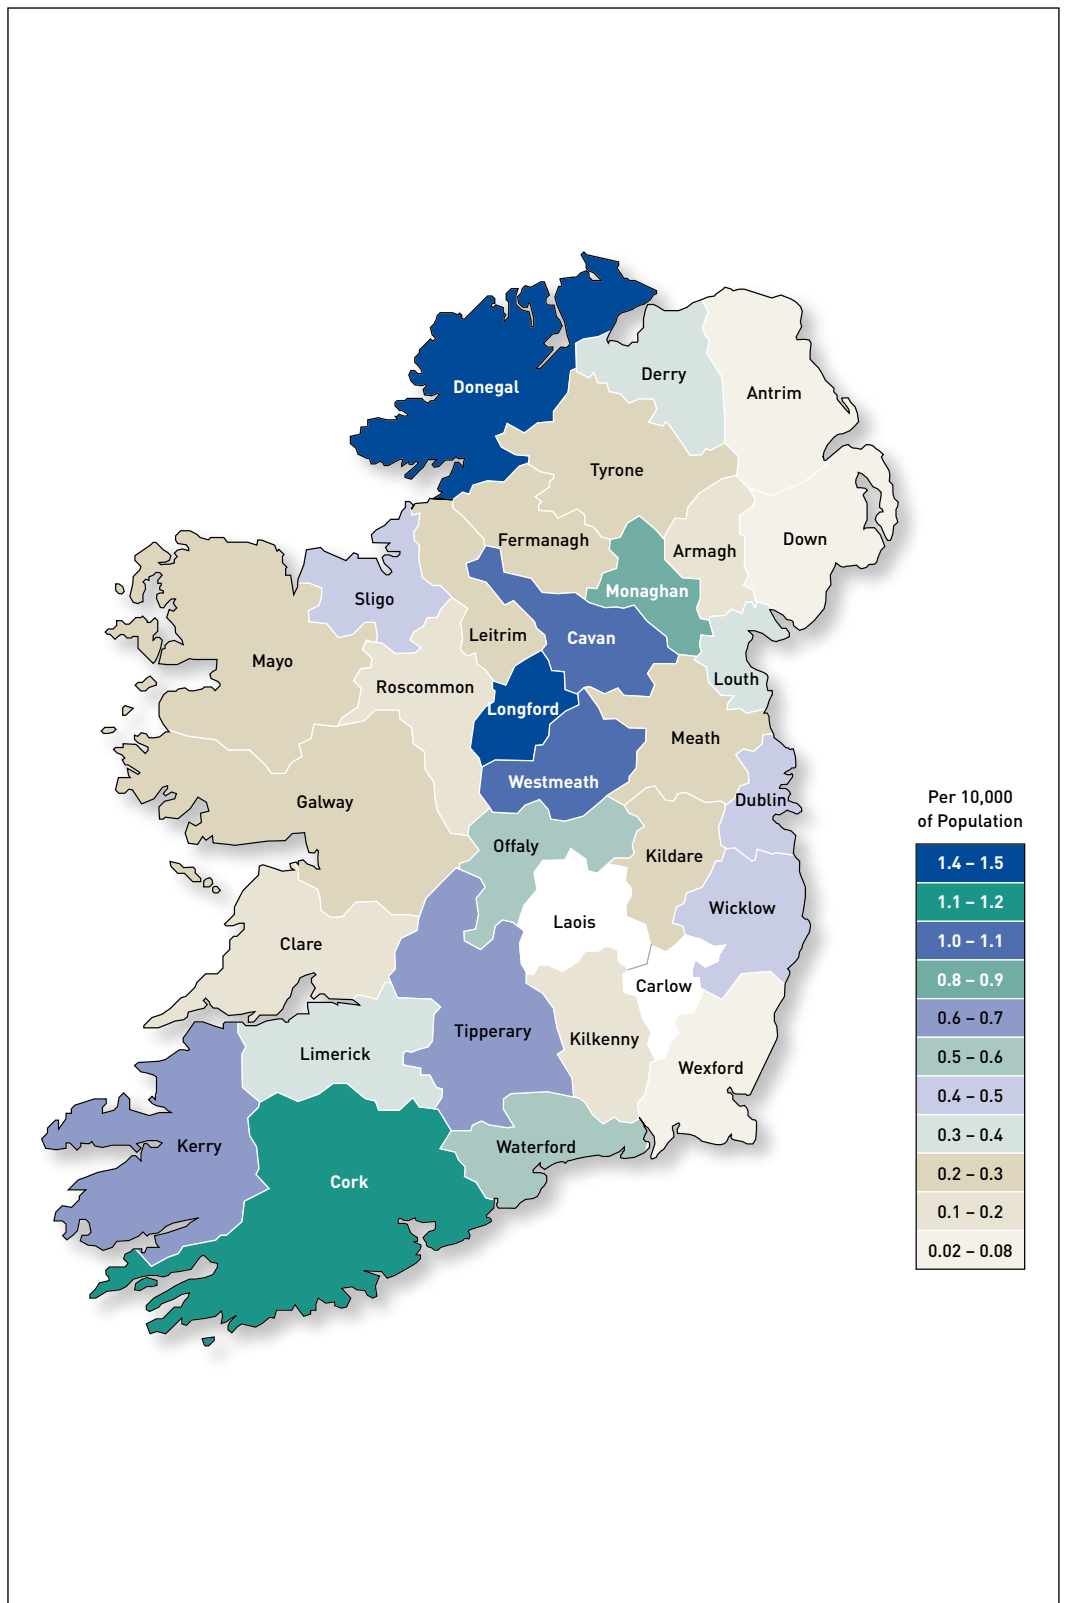 Donegal
Derry
Antrim
Tyrone
Fermanagh
Armagh
Down
Monaghan
Sligo
Leitrim
Cavan
Mayo
Roscommon
Louth
Longford
Meath
Westmeath
Galway
Dublin
Offaly
Kildare
Laois
Wicklow
Clare
Carlow
Tipperary
Kilkenny
Limerick
Wexford
Kerry
Waterford
Cork
Per 10,000
of Population
1.4 – 1.5
1.1 – 1.2
1.0 – 1.1
0.8 – 0.9
0.6 – 0.7
0.5 – 0.6
0.4 – 0.5
0.3 – 0.4
0.2 – 0.3
0.1 – 0.2
0.02 – 0.08